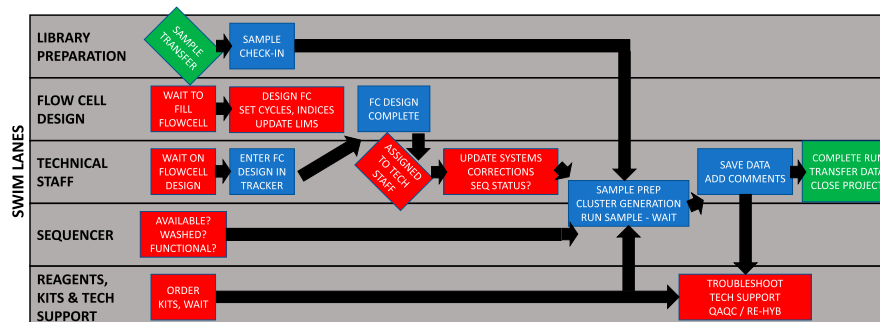 SWIM LANES
LIBRARY
PREPARATION
SAMPLE
TRANSFER
SAMPLE
CHECK-IN
FLOW CELL
DESIGN
WAIT TO
FILL
FLOWCELL
DESIGN FC
SET CYCLES, INDICES
UPDATE LIMS
FC DESIGN
COMPLETE
TECHNICAL
STAFF
WAIT ON
FLOWCELL
DESIGN
ENTER FC
DESIGN IN
TRACKER
ASSIGNED
TO TECH
STAFF
UPDATE SYSTEMS
CORRECTIONS
SEQ STATUS?
SAMPLE PREP
CLUSTER GENERATION
RUN SAMPLE - WAIT
SAVE DATA
ADD COMMENTS
COMPLETE RUN
TRANSFER DATA
CLOSE PROJECT
SEQUENCER
AVAILABLE?
WASHED?
FUNCTIONAL?
REAGENTS,
KITS & TECH
SUPPORT
ORDER
KITS, WAIT
TROUBLESHOOT
TECH SUPPORT
QAQC / RE-HYB